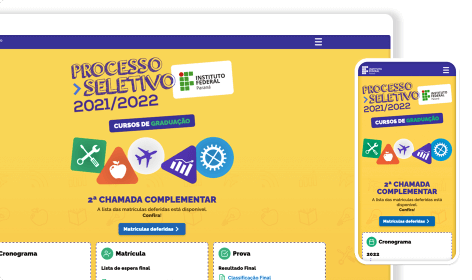 PROCESSO
SELETIVO
2021/2022
INSTITUTO
FEDERAL
Paraná
CURSOS DE GRADUAÇÃO
2ª CHAMADA COMPLEMENTAR
A lista das matrículas deferidas está disponível.
Confira!
Matrículas deferidas
Cronograma
Matrícula
Lista de espera final
Prova
Resultado Final
Classificação Final
PROCESSO
SELETIVO
2021/2022
INSTITUTO
FEDERAL
CURSOS DE GRADUAÇÃO
2ª CHAMADA
COMPLEMENTAR
A lista das matrículas deferidas está
disponível.
Confira!
Matrículas deferidas
Cronograma
2022